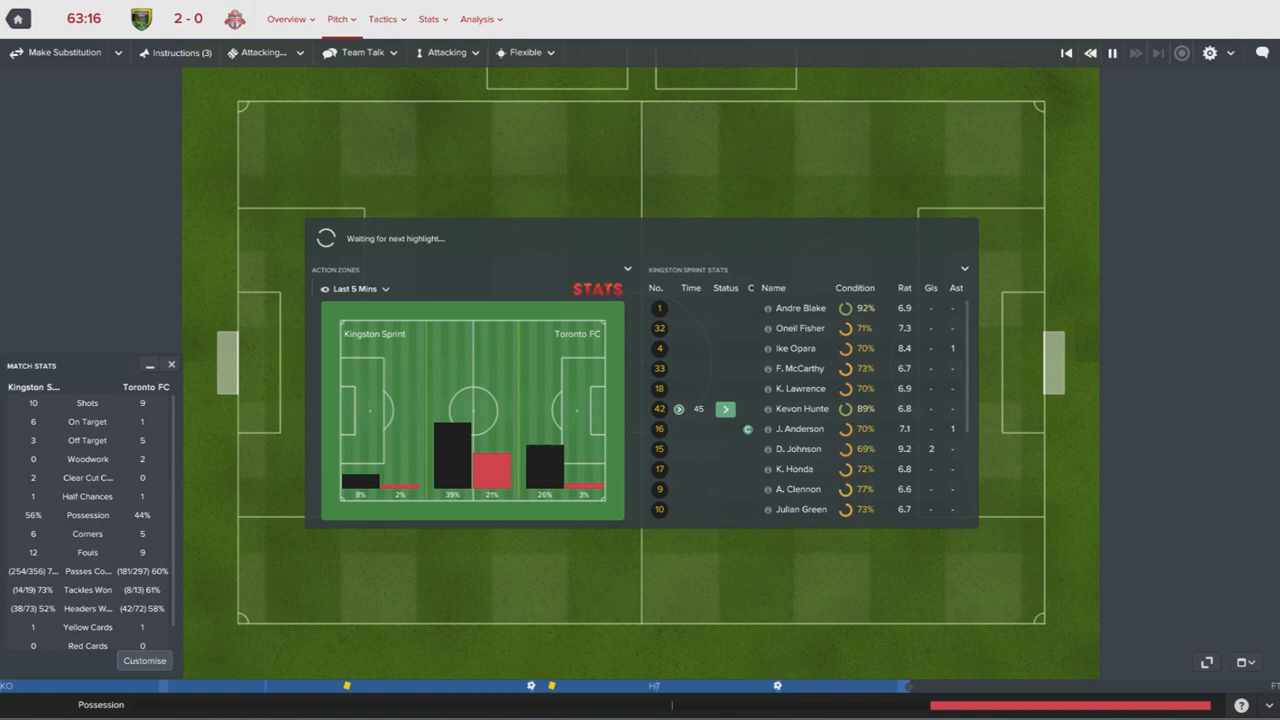 63:16 2 - 0 Overview Pitch Tactics Stats Analysis
Make Substitution Instructions (3) Attacking... Team Talk Attacking Flexible
Waiting for next highlight...
ACTION ZONES
Last 5 Mins
STATS
Kingston Sprint Toronto FC
8% 2% 39% 21% 26% 3%
KINGSTON SPRINT STATS
No. Time Status C Name Condition Rat Gls Ast
1 Andre Blake 92% 6.9 - -
32 Oneil Fisher 71% 7.3 - -
4 Ike Opara 70% 8.4 - 1
33 F. McCarthy 73% 6.7 - -
18 K. Lawrence 70% 6.9 - -
42 45 Kevon Hunte 89% 6.8 - -
16 C J. Anderson 70% 7.1 - 1
15 D. Johnson 69% 9.2 2 -
17 K. Honda 72% 6.8 - -
9 A. Clennon 77% 6.6 - -
10 Julian Green 73% 6.7 - -
MATCH STATS
Kingston S... Toronto FC
10 Shots 9
6 On Target 1
3 Off Target 5
0 Woodwork 2
2 Clear Cut C... 0
1 Half Chances 1
56% Possession 44%
6 Corners 5
12 Fouls 9
(254/356) 7... Passes Co... (181/297) 60%
(14/19) 73% Tackles Won (8/13) 61%
(38/73) 52% Headers W... (42/72) 58%
1 Yellow Cards 1
0 Red Cards 0
Customise
KO HT FT
Possession ?